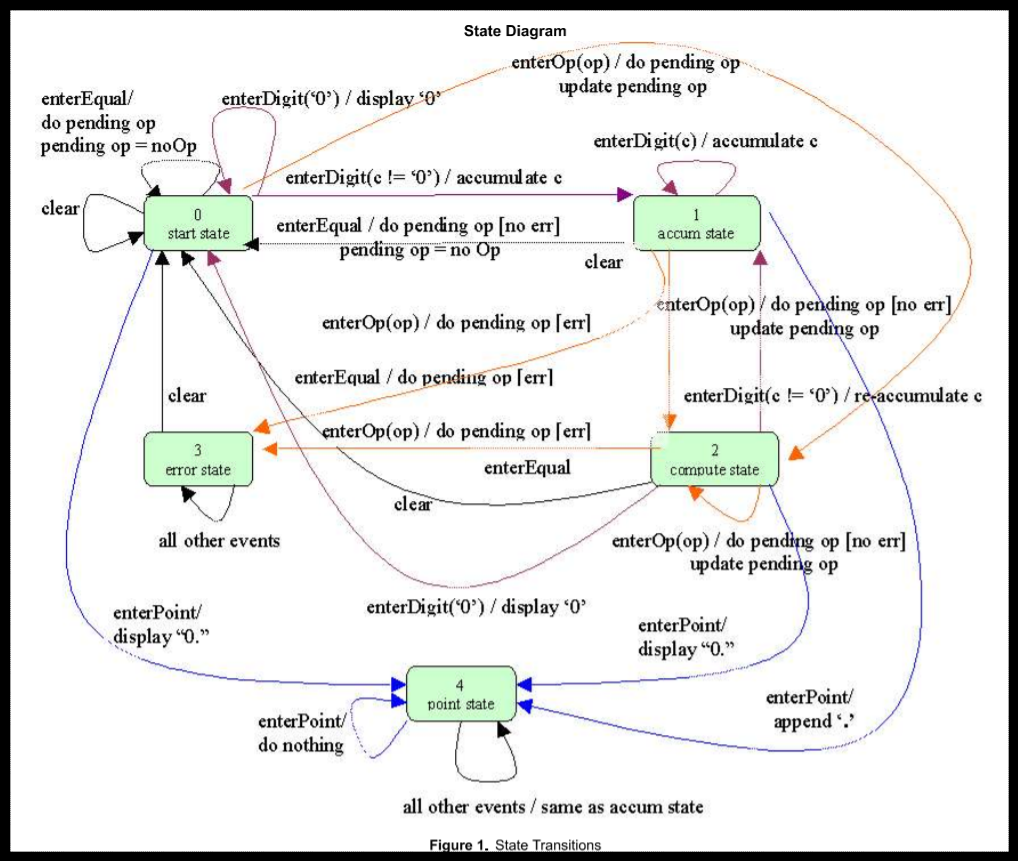 State Diagram
enterOp(op) / do pending op
update pending op
enterEqual/
do pending op
pending op = noOp
enterDigit(‘0’) / display ‘0’
enterDigit(c) / accumulate c
enterDigit(c != ‘0’) / accumulate c
clear
0
start state
1
accum state
enterEqual / do pending op [no err]
pending op = no Op
clear
enterOp(op) / do pending op [no err]
update pending op
enterOp(op) / do pending op [err]
enterEqual / do pending op [err]
clear
enterDigit(c != ‘0’) / re-accumulate c
enterOp(op) / do pending op [err]
3
error state
2
compute state
enterEqual
clear
all other events
enterOp(op) / do pending op [no err]
update pending op
enterDigit(‘0’) / display ‘0’
enterPoint/
display “0.”
enterPoint/
display “0.”
4
point state
enterPoint/
append ‘.’
enterPoint/
do nothing
all other events / same as accum state
Figure 1. State Transitions